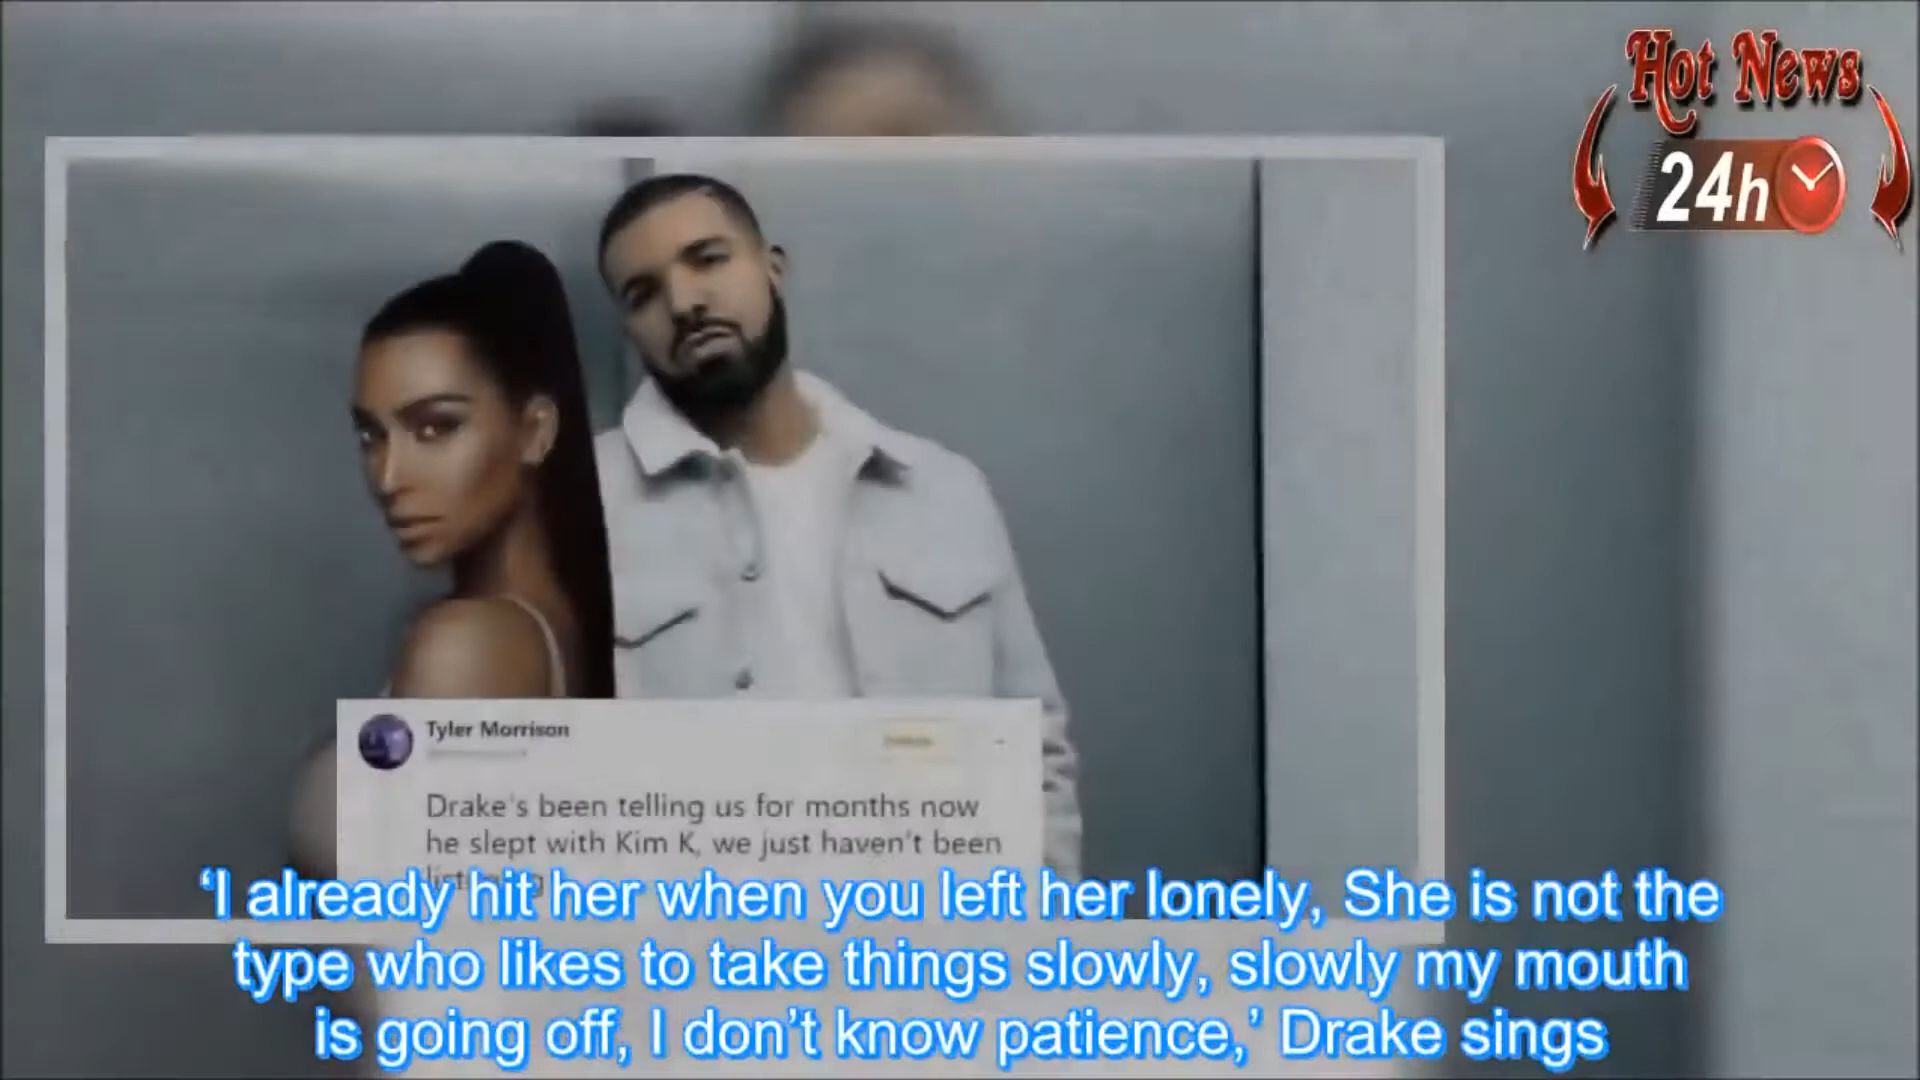 Hot News
24h
Tyler Morrison
Drake's been telling us for months now
he slept with Kim K, we just haven't been
‘I already hit her when you left her lonely, She is not the
type who likes to take things slowly, slowly my mouth
is going off, I don’t know patience,’ Drake sings